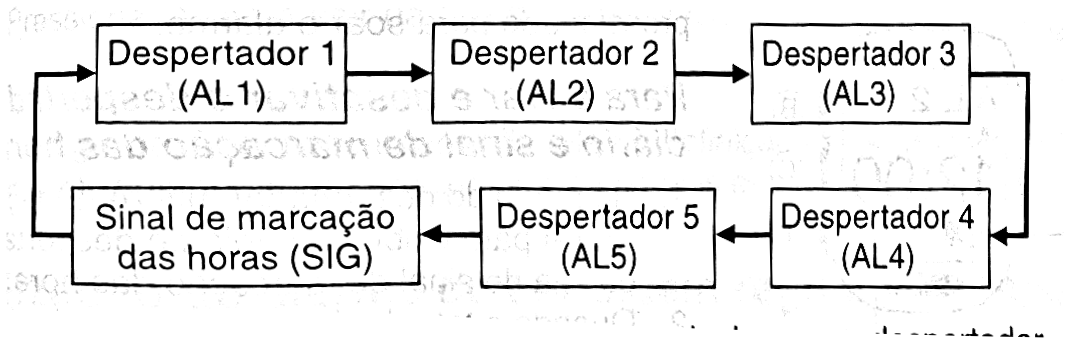 Despertador 1
(AL1)
Despertador 2
(AL2)
Despertador 3
(AL3)
Despertador 4
(AL4)
Despertador 5
(AL5)
Sinal de marcação
das horas (SIG)